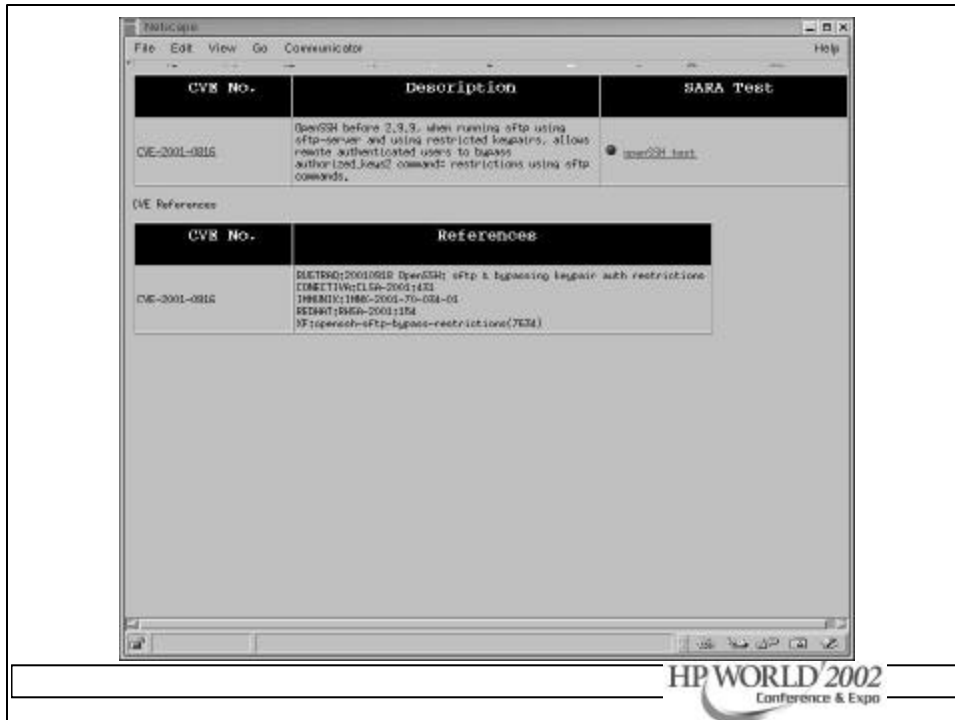 Netscape
File Edit View Go Communicator Help
CVE No. Description SARA Test
OpenSSH before 2.9.9, when running sftp using
sftp-server and using restricted keypairs, allows
remote authenticated users to bypass
authorized_keys2 command= restrictions using sftp
commands.
CVE-2001-0816
openSSH test
CVE References
CVE No. References
BUGTRAQ:20010918 OpenSSH: sftp & bypassing keypair auth restrictions
CONECTIVA:CLSA-2001:431
IMMUNIX:IMNX-2001-70-034-01
REDHAT:RHSA-2001:154
XF:openssh-sftp-bypass-restrictions(7634)
CVE-2001-0816
HP WORLD 2002
Conference & Expo